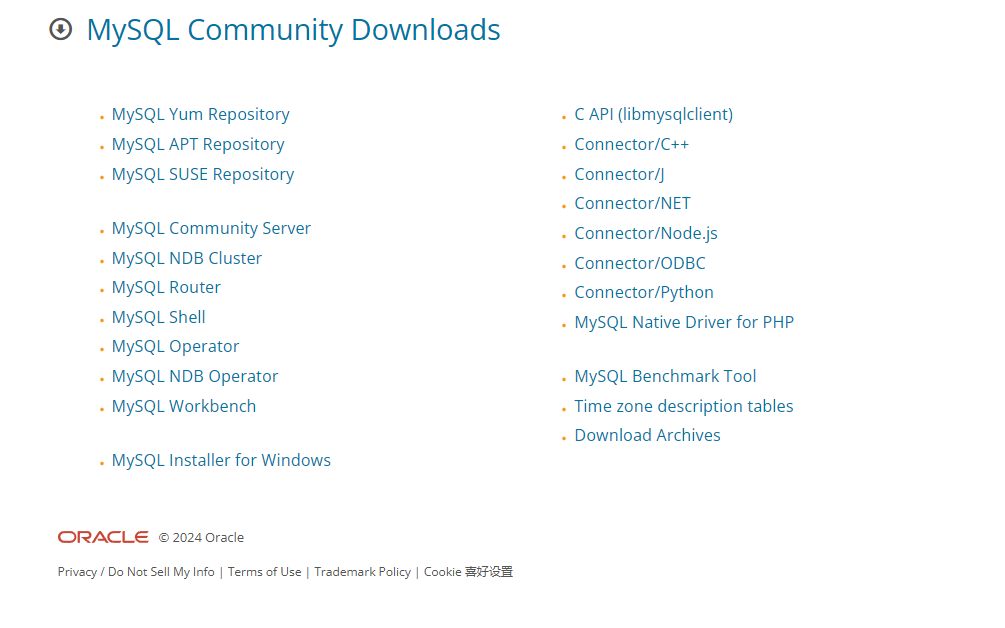 MySQL Community Downloads
MySQL Yum Repository
MySQL APT Repository
MySQL SUSE Repository
MySQL Community Server
MySQL NDB Cluster
MySQL Router
MySQL Shell
MySQL Operator
MySQL NDB Operator
MySQL Workbench
MySQL Installer for Windows
C API (libmysqlclient)
Connector/C++
Connector/J
Connector/NET
Connector/Node.js
Connector/ODBC
Connector/Python
MySQL Native Driver for PHP
MySQL Benchmark Tool
Time zone description tables
Download Archives
ORACLE © 2024 Oracle
Privacy / Do Not Sell My Info | Terms of Use | Trademark Policy | Cookie 喜好设置